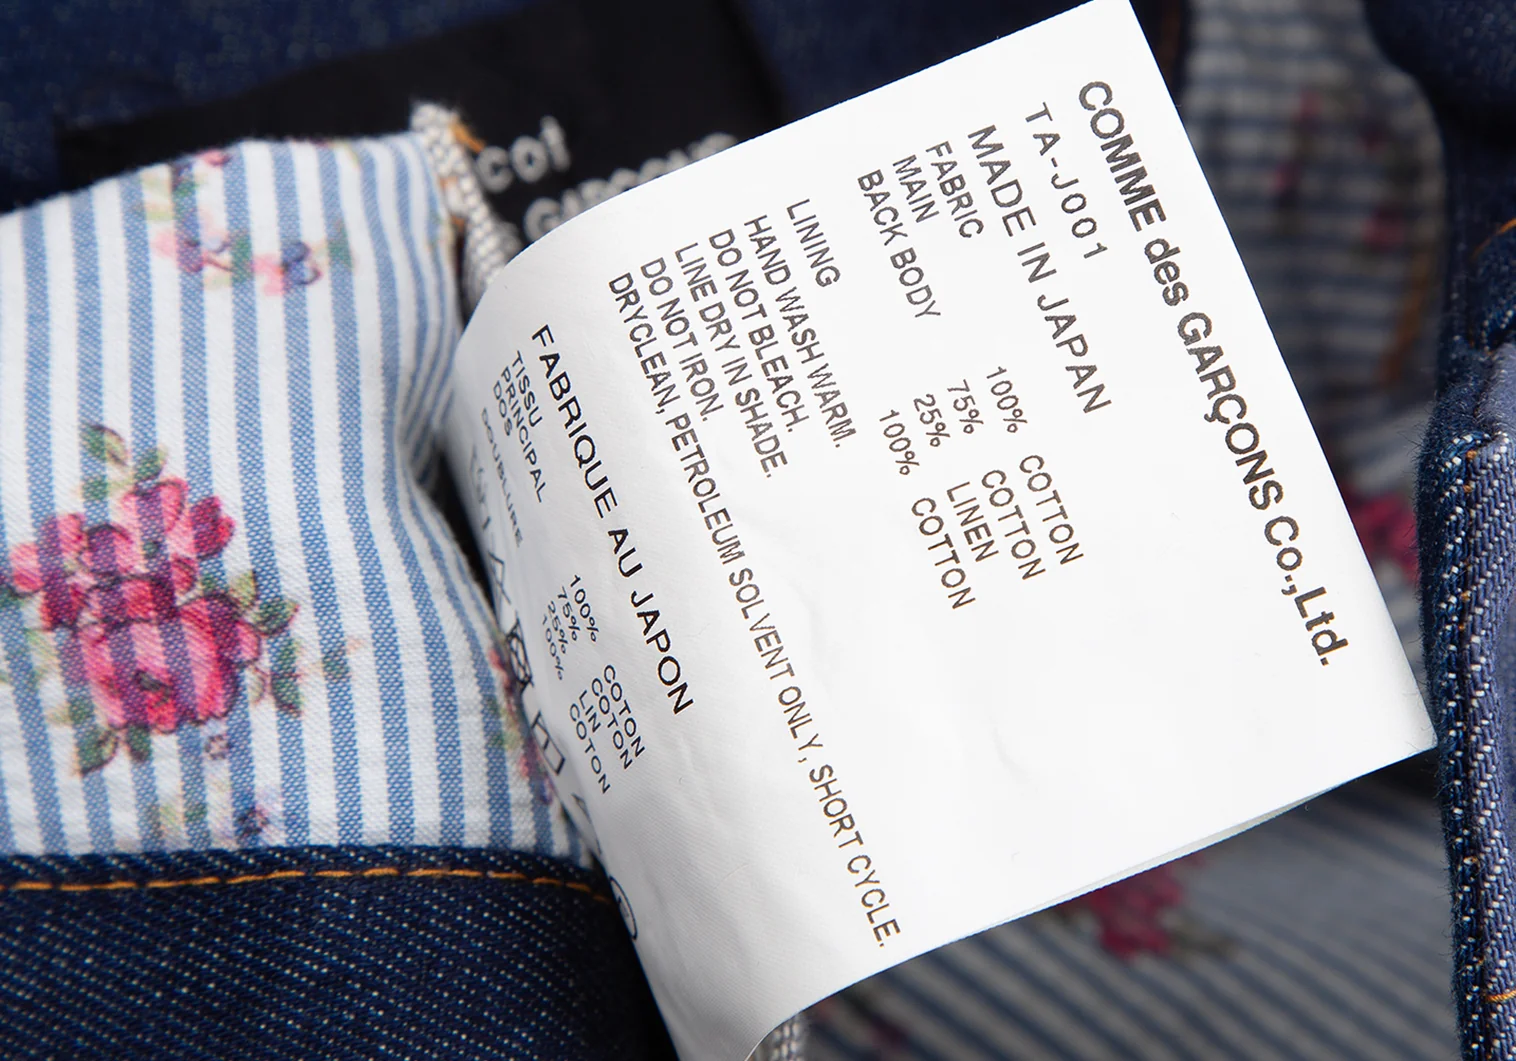 COMME des GARÇONS Co.,Ltd.
TA-J001
MADE IN JAPAN
FABRIC
MAIN 100% COTTON
BACK BODY 75% COTTON
25% LINEN
LINING 100% COTTON
HAND WASH WARM.
DO NOT BLEACH.
LINE DRY IN SHADE.
DO NOT IRON.
DRYCLEAN, PETROLEUM SOLVENT ONLY, SHORT CYCLE.
FABRIQUE AU JAPON
TISSU
PRINCIPAL 100% COTON
DOS 75% COTON
25% LIN
DOUBLURE 100% COTON
cot
GARCONS